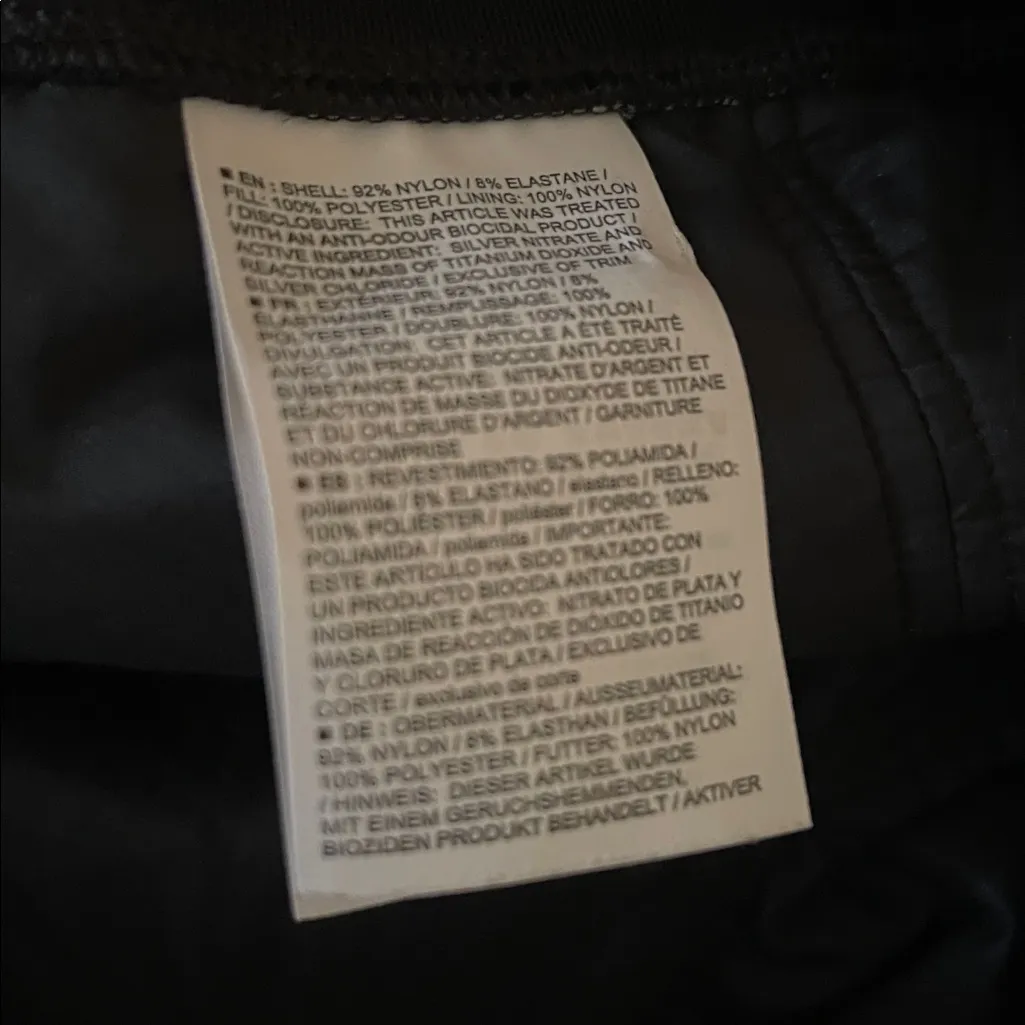 ■ EN : SHELL: 92% NYLON / 8% ELASTANE /
FILL: 100% POLYESTER / LINING: 100% NYLON
/ DISCLOSURE: THIS ARTICLE WAS TREATED
WITH AN ANTI-ODOUR BIOCIDAL PRODUCT /
ACTIVE INGREDIENT: SILVER NITRATE AND
REACTION MASS OF TITANIUM DIOXIDE AND
SILVER CHLORIDE / EXCLUSIVE OF TRIM
■ FR : EXTÉRIEUR: 92% NYLON / 8%
ÉLASTHANNE / REMPLISSAGE: 100%
POLYESTER / DOUBLURE: 100% NYLON /
DIVULGATION: CET ARTICLE A ÉTÉ TRAITÉ
AVEC UN PRODUIT BIOCIDE ANTI-ODEUR /
SUBSTANCE ACTIVE: NITRATE D'ARGENT ET
RÉACTION DE MASSE DU DIOXYDE DE TITANE
ET DU CHLORURE D'ARGENT / GARNITURE
NON-COMPRISE
■ ES : REVESTIMIENTO: 92% POLIAMIDA /
poliamida / 8% ELASTANO / elastano / RELLENO:
100% POLIÉSTER / poliéster / FORRO: 100%
POLIAMIDA / poliamida / IMPORTANTE:
ESTE ARTÍCULO HA SIDO TRATADO CON
UN PRODUCTO BIOCIDA ANTIOLORES /
INGREDIENTE ACTIVO: NITRATO DE PLATA Y
MASA DE REACCIÓN DE DIÓXIDO DE TITANIO
Y CLORURO DE PLATA / EXCLUSIVO DE
CORTE / exclusivo de corte
■ DE : OBERMATERIAL / AUSSEUMATERIAL:
92% NYLON / 8% ELASTHAN / BEFÜLLUNG:
100% POLYESTER / FUTTER: 100% NYLON
/ HINWEIS: DIESER ARTIKEL WURDE
MIT EINEM GERUCHSHEMMENDEN,
BIOZIDEN PRODUKT BEHANDELT / AKTIVER